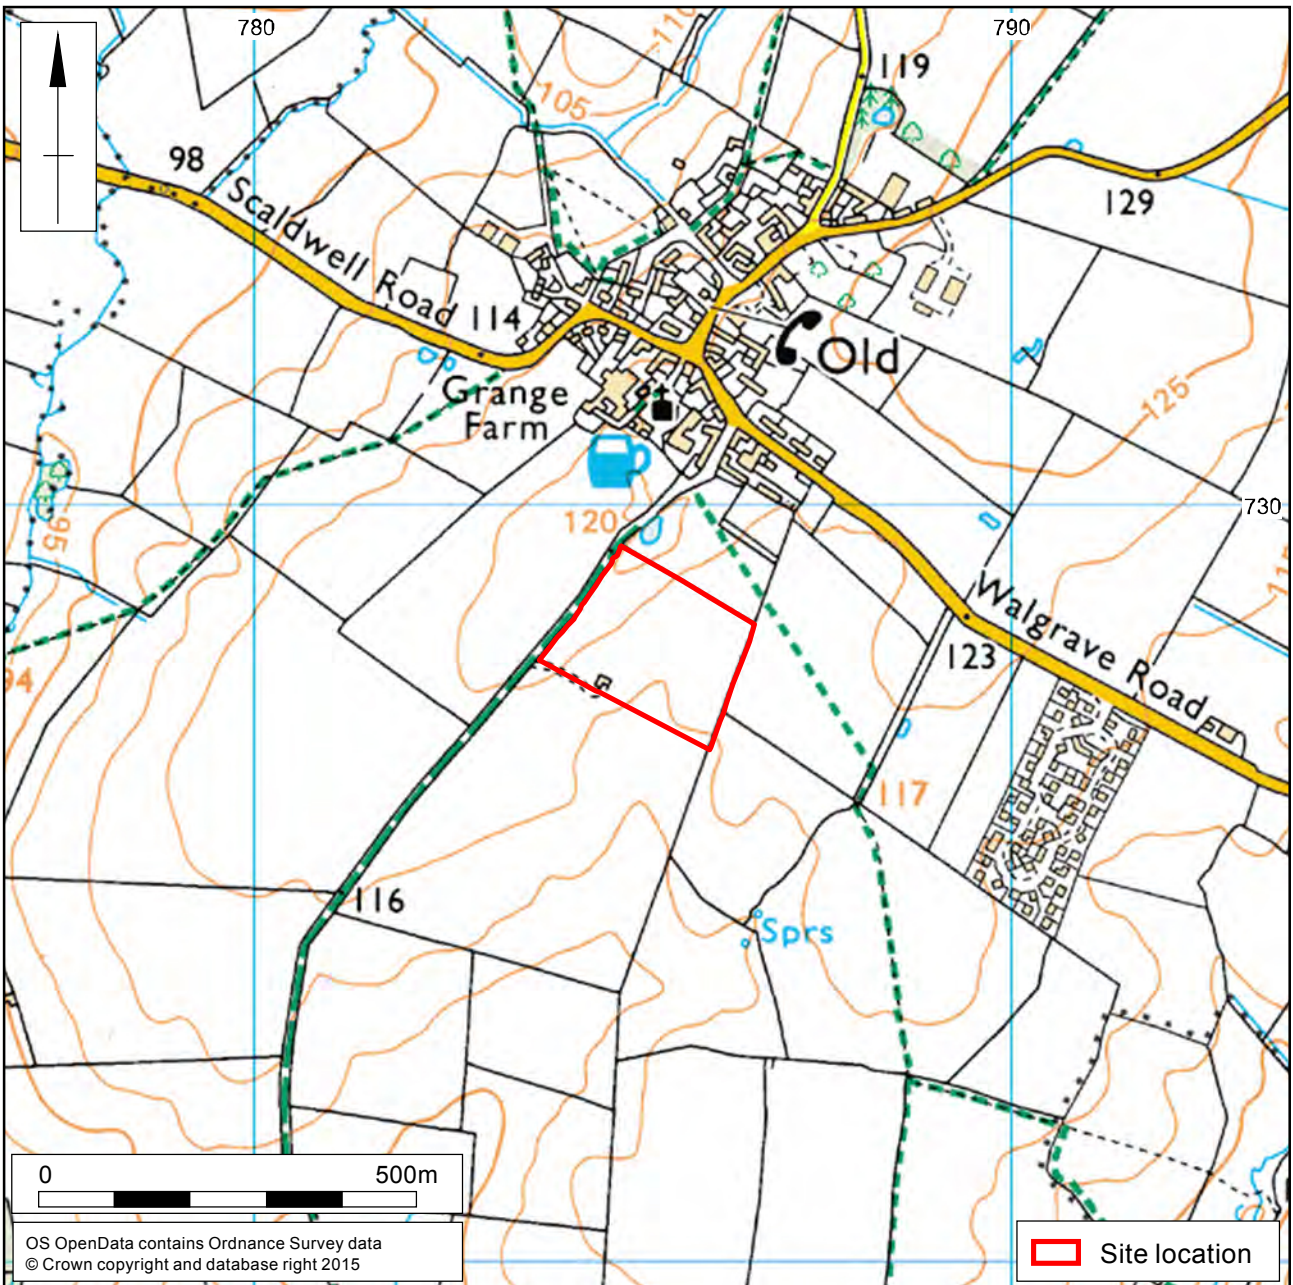 780
790
110
119
105
98
Scaldwell Road
129
114
Old
Grange
Farm
125
95
120
730
115
Walgrave Road
123
94
117
116
Sprs
0 500m
OS OpenData contains Ordnance Survey data
© Crown copyright and database right 2015
Site location